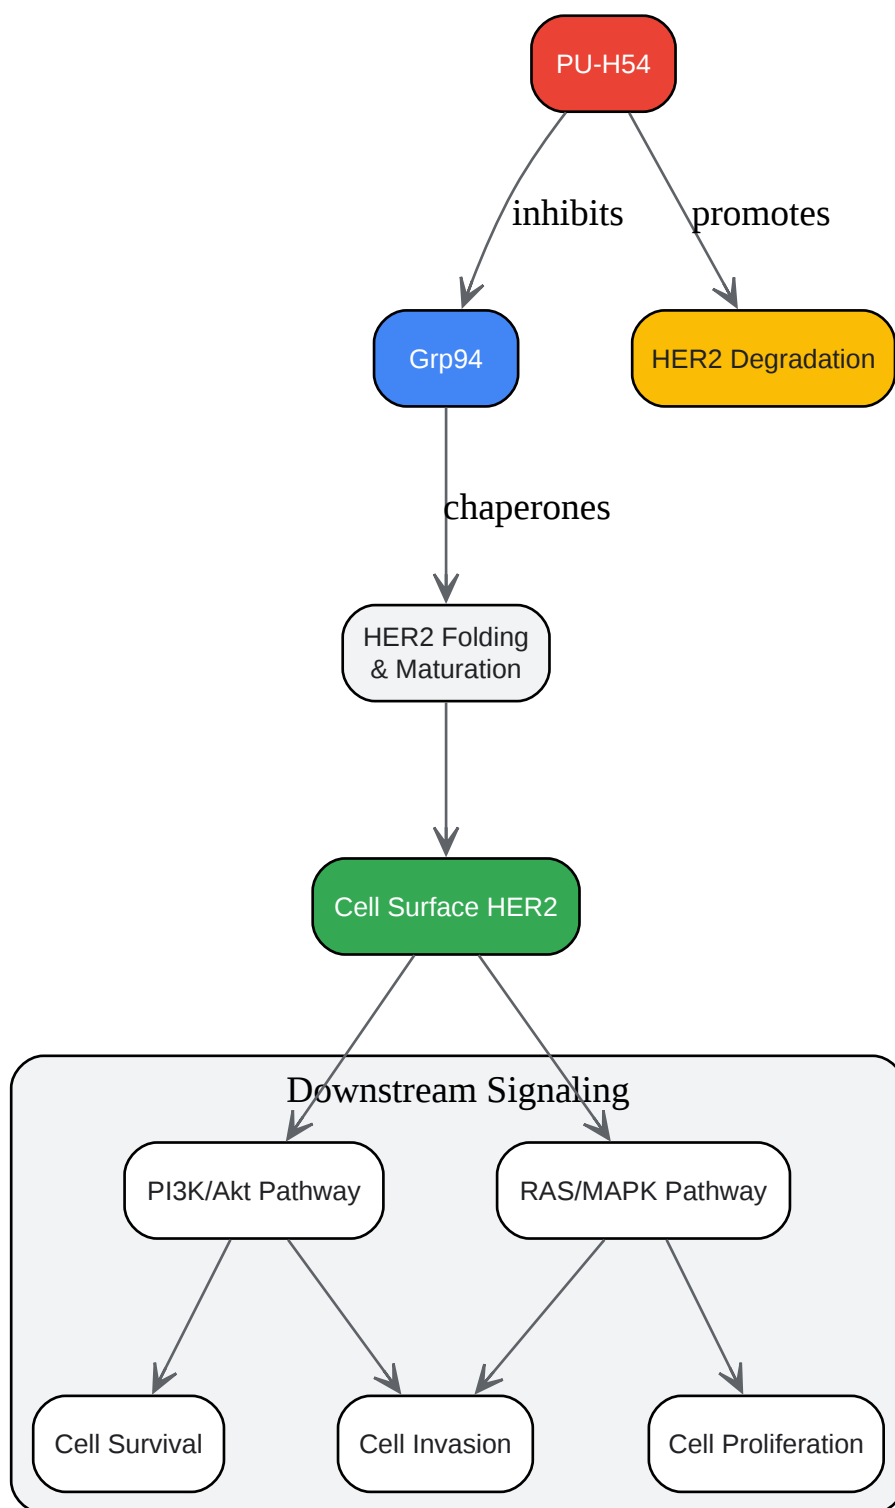 PU-H54
inhibits
promotes
Grp94
HER2 Degradation
chaperones
HER2 Folding
& Maturation
Cell Surface HER2
Downstream Signaling
PI3K/Akt Pathway
RAS/MAPK Pathway
Cell Survival
Cell Invasion
Cell Proliferation